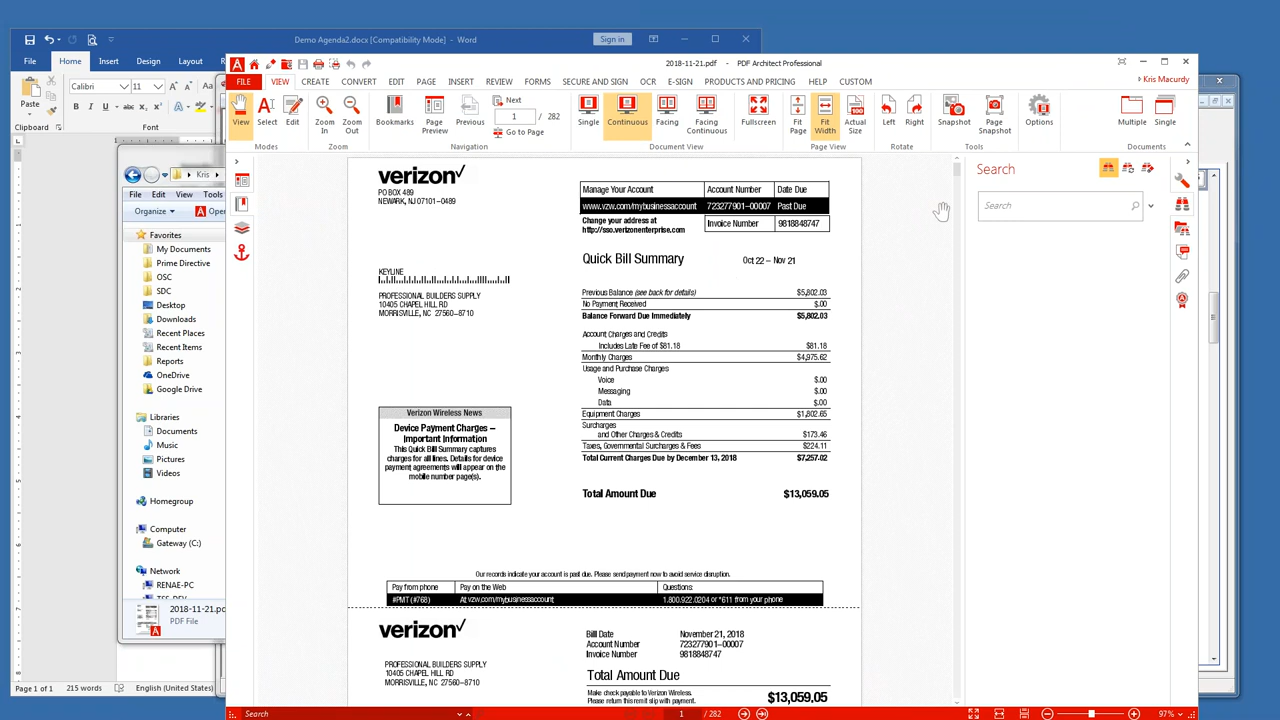 Demo Agenda2.docx [Compatibility Mode] - Word
Sign in
File
Home
Insert
Design
Layout
Paste
Clipboard
Calibri
11
B I U abc x₂ x²
Font
2018-11-21.pdf - PDF Architect Professional
Kris Macurdy
FILE
VIEW
CREATE
CONVERT
EDIT
PAGE
INSERT
REVIEW
FORMS
SECURE AND SIGN
OCR
E-SIGN
PRODUCTS AND PRICING
HELP
CUSTOM
View
Select
Edit
Modes
Zoom In
Zoom Out
Zoom
Bookmarks
Page Preview
Previous
Next
1 / 282
Go to Page
Navigation
Single
Continuous
Facing
Facing Continuous
Document View
Fullscreen
Fit Page
Fit Width
Actual Size
Page View
Left
Right
Rotate
Snapshot
Page Snapshot
Tools
Options
Multiple
Single
Documents
Kris
File
Edit
View
Tools
Organize
Open
Favorites
My Documents
Prime Directive
OSC
SDC
Desktop
Downloads
Recent Places
Recent Items
Reports
OneDrive
Google Drive
Libraries
Documents
Music
Pictures
Videos
Homegroup
Computer
Gateway (C:)
Network
RENAE-PC
2018-11-21.pd
PDF File
verizon
PO BOX 489
NEWARK, NJ 07101–0489
KEYLINE
PROFESSIONAL BUILDERS SUPPLY
10405 CHAPEL HILL RD
MORRISVILLE, NC 27560–8710
Manage Your Account
Account Number
Date Due
www.vzw.com/mybusinessaccount
723277901–00007
Past Due
Change your address at
http://sso.verizonenterprise.com
Invoice Number
9818848747
Quick Bill Summary
Oct 22 – Nov 21
Previous Balance (see back for details) $5,802.03
No Payment Received $.00
Balance Forward Due Immediately $5,802.03
Account Charges and Credits
Includes Late Fee of $81.18 $81.18
Monthly Charges $4,975.62
Usage and Purchase Charges
Voice $.00
Messaging $.00
Data $.00
Equipment Charges $1,802.65
Surcharges
and Other Charges & Credits $173.46
Taxes, Governmental Surcharges & Fees $224.11
Total Current Charges Due by December 13, 2018 $7,257.02
Total Amount Due $13,059.05
Verizon Wireless News
Device Payment Charges –
Important Information
This Quick Bill Summary captures
charges for all lines. Details for device
payment agreements will appear on the
mobile number page(s).
Our records indicate your account is past due. Please send payment now to avoid service disruption.
Pay from phone
Pay on the Web
Questions:
#PMT (#768)
At vzw.com/mybusinessaccount
1.800.922.0204 or *611 from your phone
verizon
PROFESSIONAL BUILDERS SUPPLY
10405 CHAPEL HILL RD
MORRISVILLE, NC 27560–8710
Bill Date November 21, 2018
Account Number 723277901–00007
Invoice Number 9818848747
Total Amount Due
Make check payable to Verizon Wireless.
Please return this remit slip with payment.
$13,059.05
Search
Search
Page 1 of 1
215 words
English (United States)
Search
1 / 282
97%